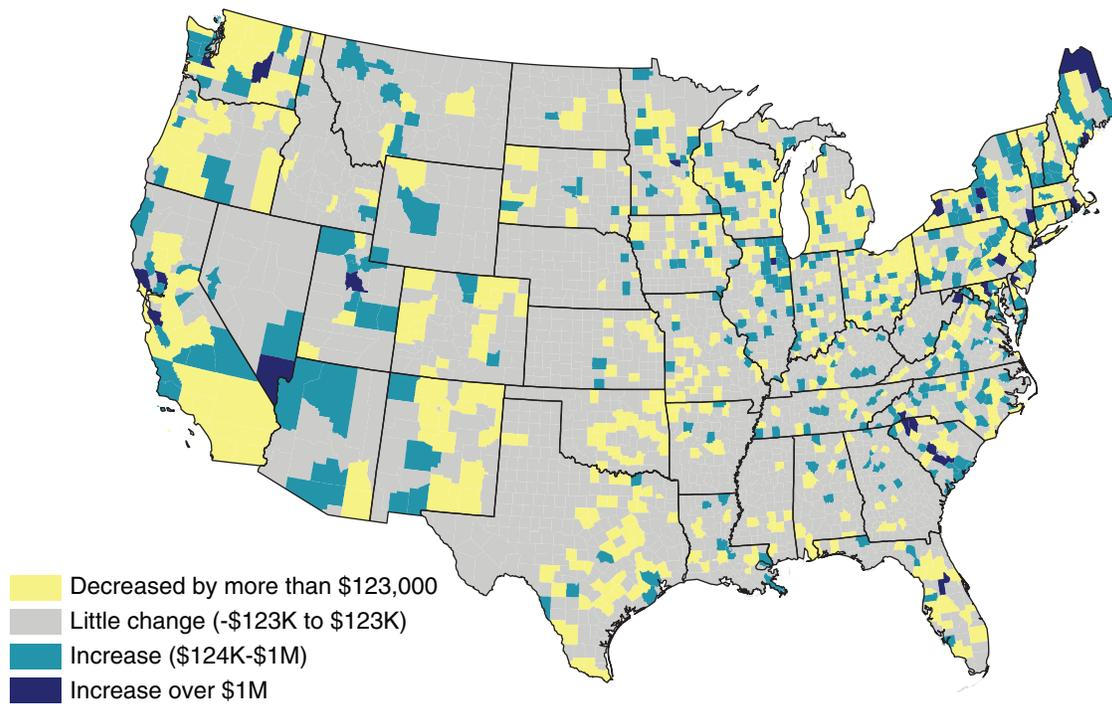 Decreased by more than $123,000
Little change (-$123K to $123K)
Increase ($124K-$1M)
Increase over $1M